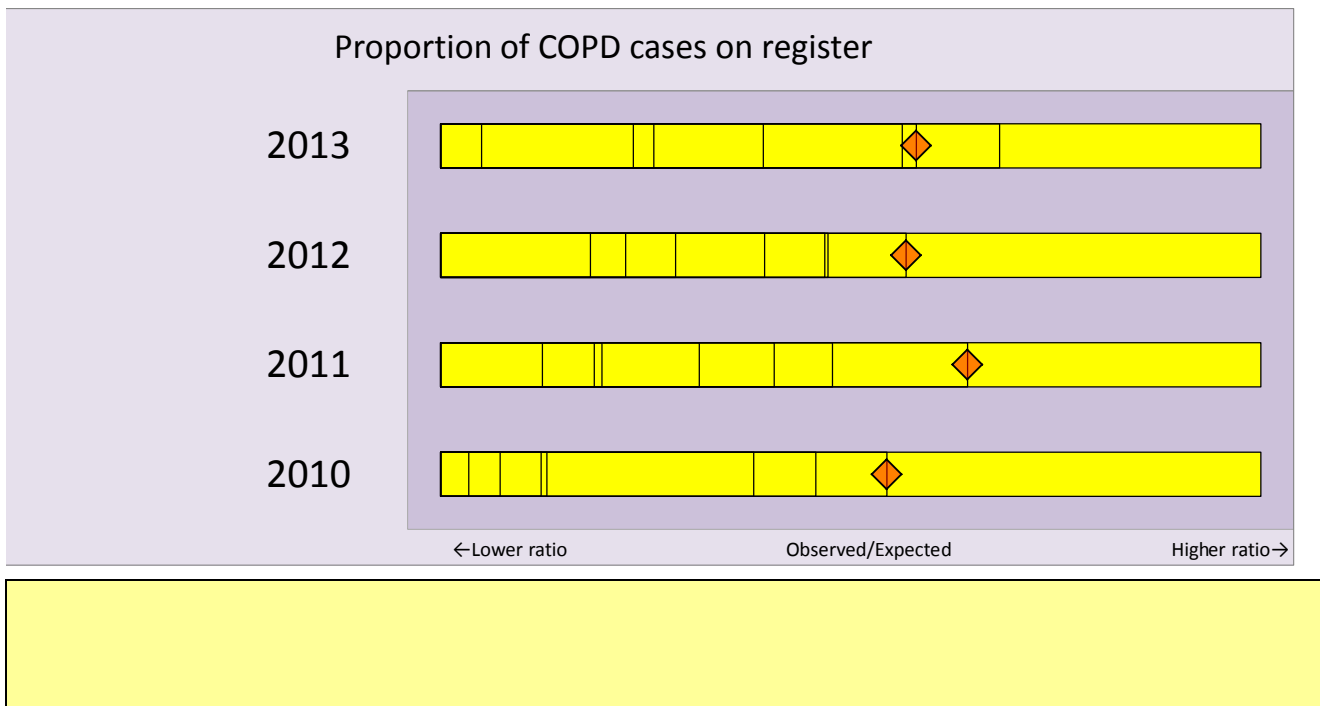 Proportion of COPD cases on register
2013
2012
2011
2010
←Lower ratio Observed/Expected Higher ratio→